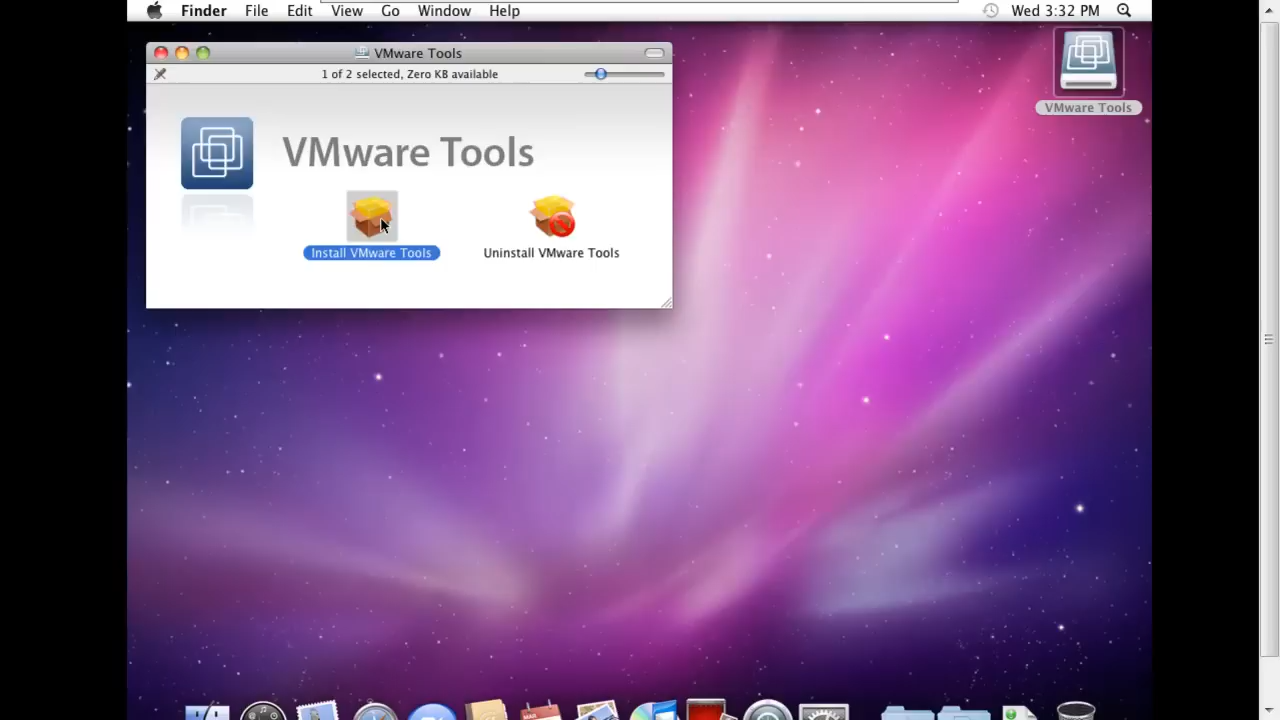 Finder File Edit View Go Window Help Wed 3:32 PM
VMware Tools
1 of 2 selected, Zero KB available
VMware Tools
VMware Tools
Install VMware Tools Uninstall VMware Tools